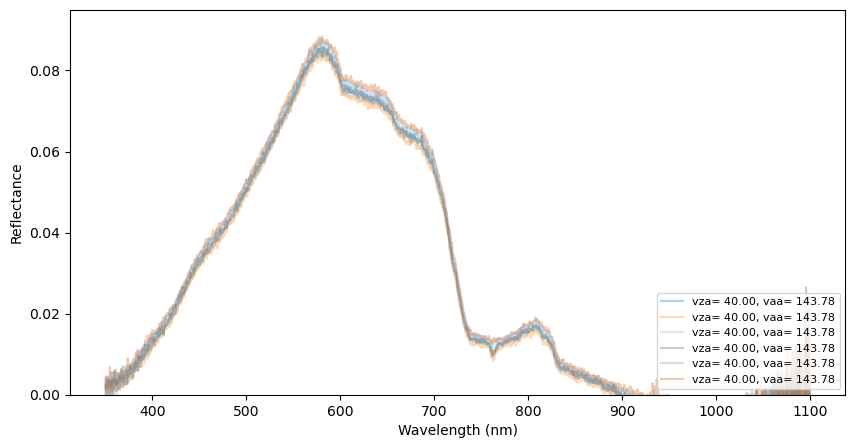 0.08
0.06
0.04
0.02
0.00
Reflectance
400 500 600 700 800 900 1000 1100
Wavelength (nm)
vza= 40.00, vaa= 143.78
vza= 40.00, vaa= 143.78
vza= 40.00, vaa= 143.78
vza= 40.00, vaa= 143.78
vza= 40.00, vaa= 143.78
vza= 40.00, vaa= 143.78